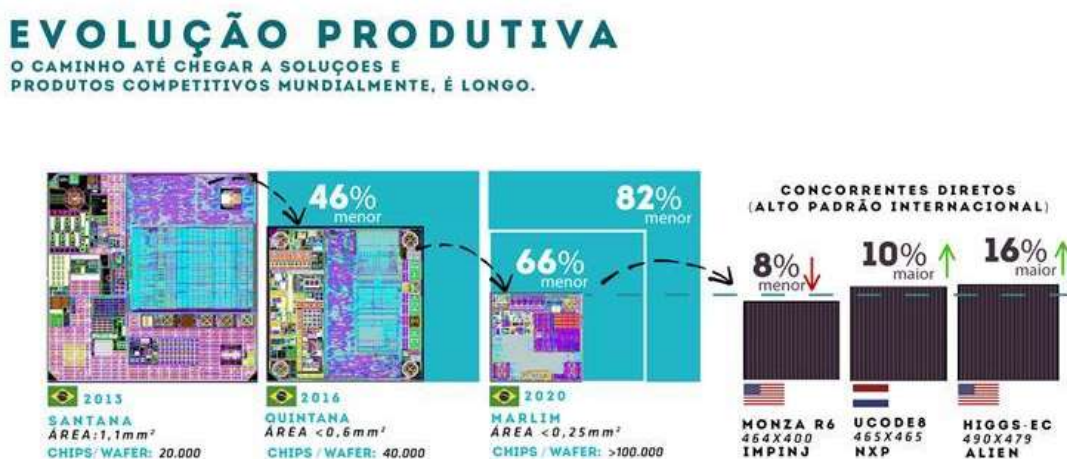 EVOLUÇÃO PRODUTIVA
O CAMINHO ATÉ CHEGAR A SOLUÇOES E
PRODUTOS COMPETITIVOS MUNDIALMENTE, É LONGO.
46%
menor
82%
menor
66%
menor
CONCORRENTES DIRETOS
(ALTO PADRÃO INTERNACIONAL)
8%
menor
10%
maior
16%
maior
2013
SANTANA
ÁREA:1,1mm²
CHIPS/WAFER: 20.000
2016
QUINTANA
ÁREA <0,6mm²
CHIPS/WAFER: 40.000
2020
MARLIM
ÁREA <0,25mm²
CHIPS/WAFER: >100.000
MONZA R6
464X400
IMPINJ
UCODE8
465X465
NXP
HIGGS-EC
490X479
ALIEN